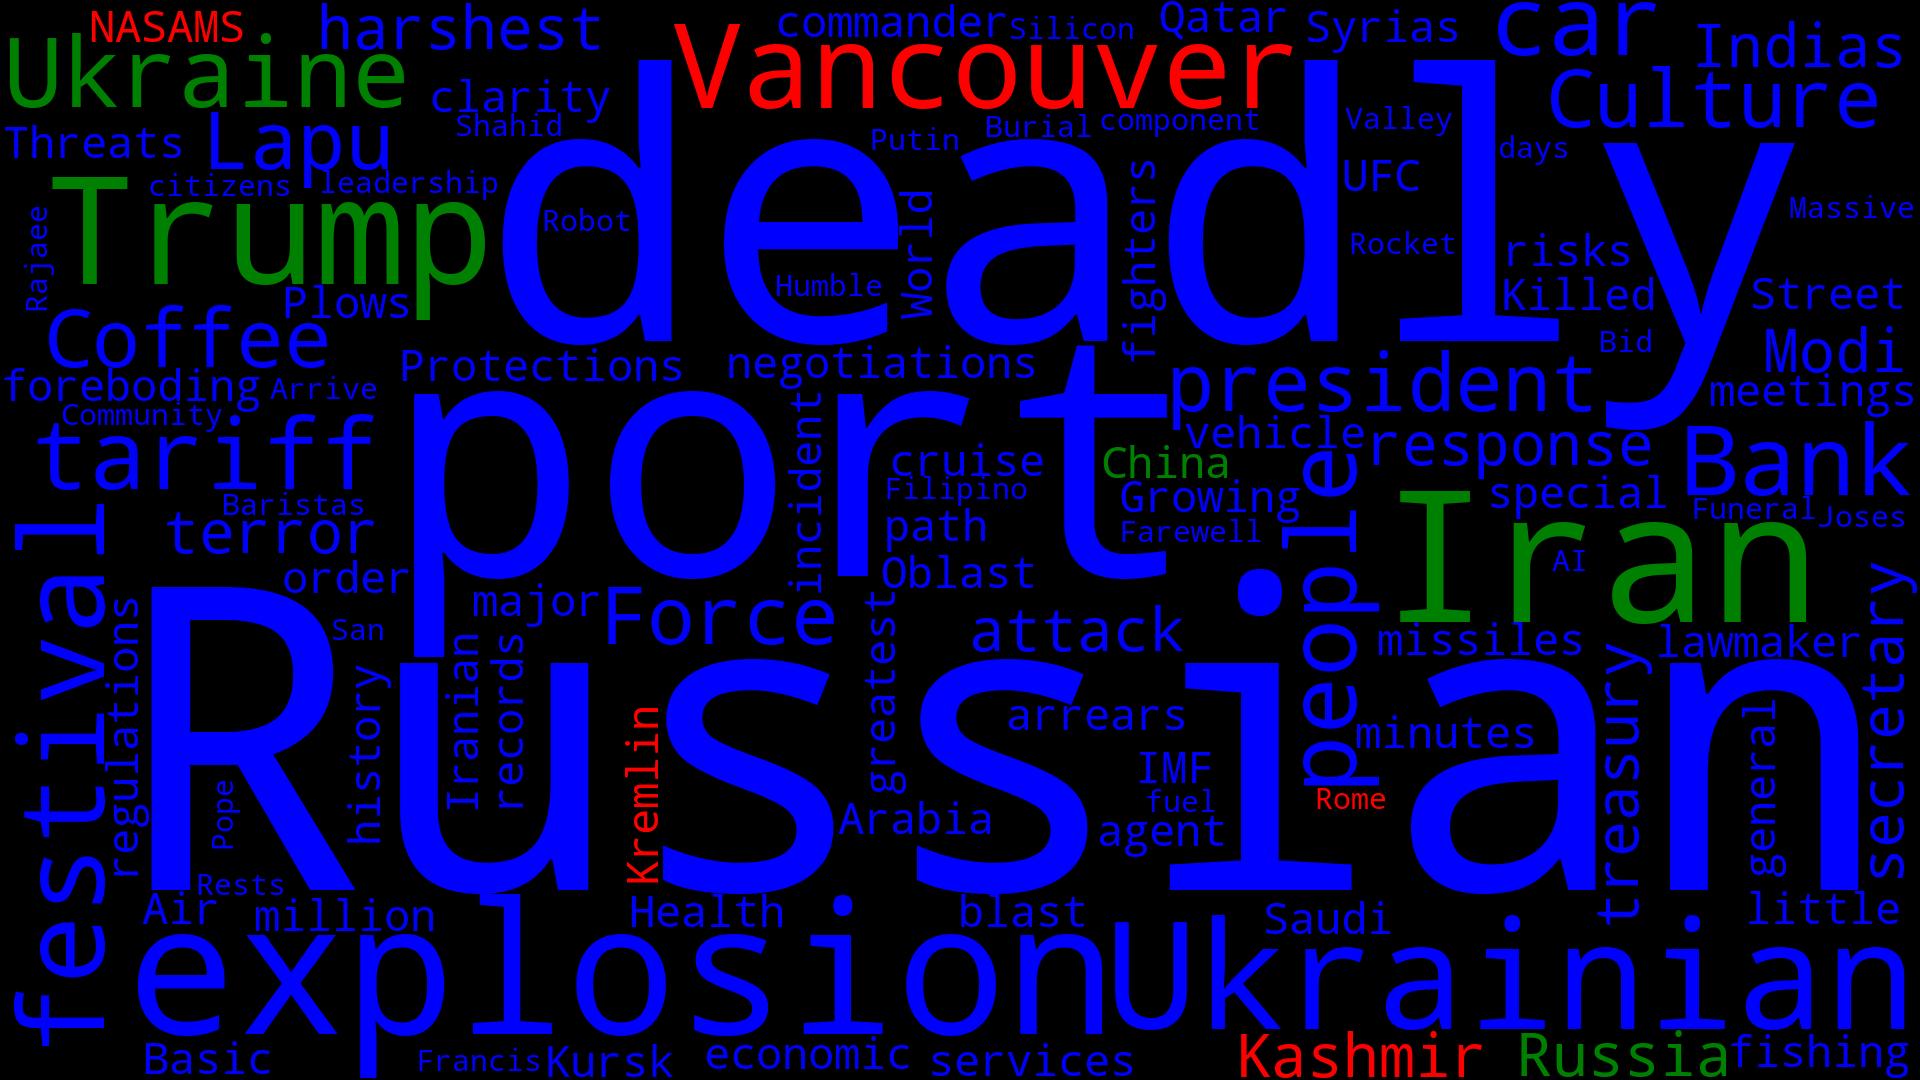 NASAMS
harshest
commander
Silicon
Qatar
Syrias
car
Indias
Ukraine
Vancouver
clarity
Culture
Threats
Lapu
Shahid
Putin
Burial
component
Valley
days
deadly
UFC
Trump
citizens
leadership
Robot
World
fighters
Massive
Rajaee
Rocket
risks
Humble
Plows
Killed
Street
Coffee
Bid
Modi
Protections
negotiations
president
foreboding
Arrive
meetings
Community
port
tariff
incident
vehicle
response
Bank
cruise
China
Filipino
Growing
special
Baristas
Funeral
Joses
terror
path
Farewell
people
Iran
AI
order
Oblast
festival
major
Force
San
attack
missiles
lawmaker
secretary
regulations
Russian
history
Iranian
records
Kremlin
greatest
arrears
minutes
treasury
general
Pope
IMF
fuel
Rome
Arabia
agent
Rests
Air
million
Health
blast
Saudi
little
explosion
Ukrainian
Basic
Francis
Kursk
economic
services
Kashmir
Russia
fishing